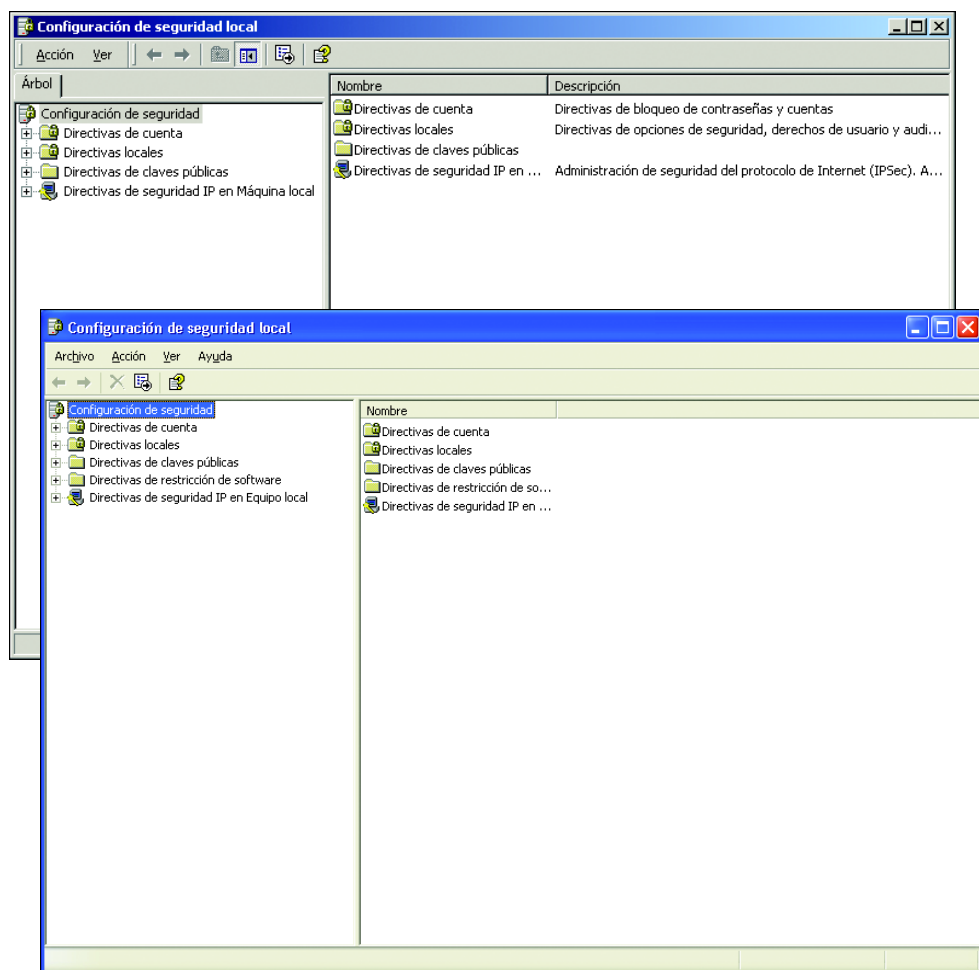 Configuración de seguridad local
Acción Ver
Árbol
Nombre Descripción
Configuración de seguridad
Directivas de cuenta
Directivas locales
Directivas de claves públicas
Directivas de seguridad IP en Máquina local
Directivas de cuenta Directivas de bloqueo de contraseñas y cuentas
Directivas locales Directivas de opciones de seguridad, derechos de usuario y audi...
Directivas de claves públicas
Directivas de seguridad IP en ... Administración de seguridad del protocolo de Internet (IPSec). A...
Configuración de seguridad local
Archivo Acción Ver Ayuda
Configuración de seguridad
Directivas de cuenta
Directivas locales
Directivas de claves públicas
Directivas de restricción de software
Directivas de seguridad IP en Equipo local
Nombre
Directivas de cuenta
Directivas locales
Directivas de claves públicas
Directivas de restricción de so...
Directivas de seguridad IP en ...